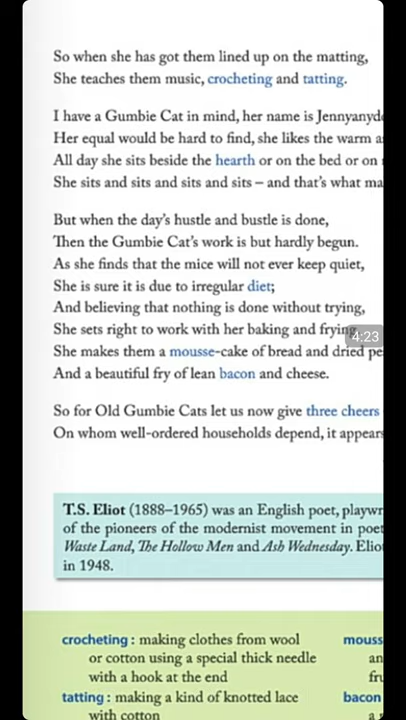 So when she has got them lined up on the matting,
She teaches them music, crocheting and tatting.
I have a Gumbie Cat in mind, her name is Jennyanyd
Her equal would be hard to find, she likes the warm a
All day she sits beside the hearth or on the bed or on
She sits and sits and sits and sits – and that's what ma
But when the day's hustle and bustle is done,
Then the Gumbie Cat's work is but hardly begun.
As she finds that the mice will not ever keep quiet,
She is sure it is due to irregular diet;
And believing that nothing is done without trying,
She sets right to work with her baking and frying
4:23
She makes them a mousse-cake of bread and dried pe
And a beautiful fry of lean bacon and cheese.
So for Old Gumbie Cats let us now give three cheers
On whom well-ordered households depend, it appears
T.S. Eliot (1888–1965) was an English poet, playwr
of the pioneers of the modernist movement in poet
Waste Land, The Hollow Men and Ash Wednesday. Elio
in 1948.
crocheting : making clothes from wool
or cotton using a special thick needle
with a hook at the end
tatting : making a kind of knotted lace
with cotton
mouss
an
fru
bacon
a s